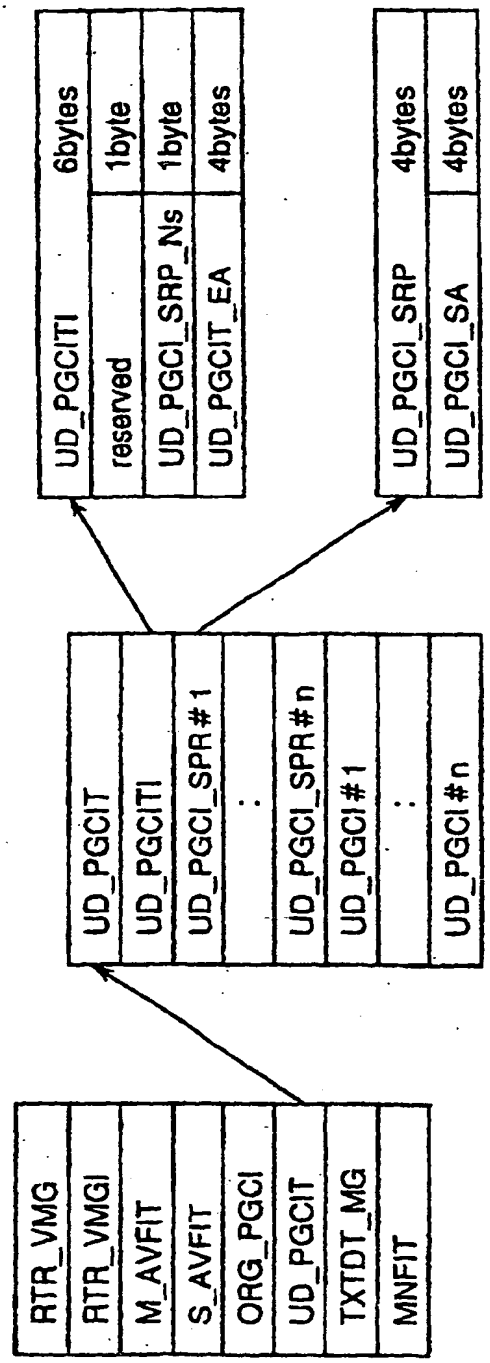 RTR_VMG
RTR_VMGI
M_AVFIT
S_AVFIT
ORG_PGCI
UD_PGCIT
TXTDT_MG
MNFIT
UD_PGCIT
UD_PGCITI
UD_PGCI_SPR#1
:
UD_PGCI_SPR#n
UD_PGCI#1
:
UD_PGCI#n
UD_PGCITI 6bytes
reserved 1byte
UD_PGCI_SRP_Ns 1byte
UD_PGCIT_EA 4bytes
UD_PGCI_SRP 4bytes
UD_PGCI_SA 4bytes